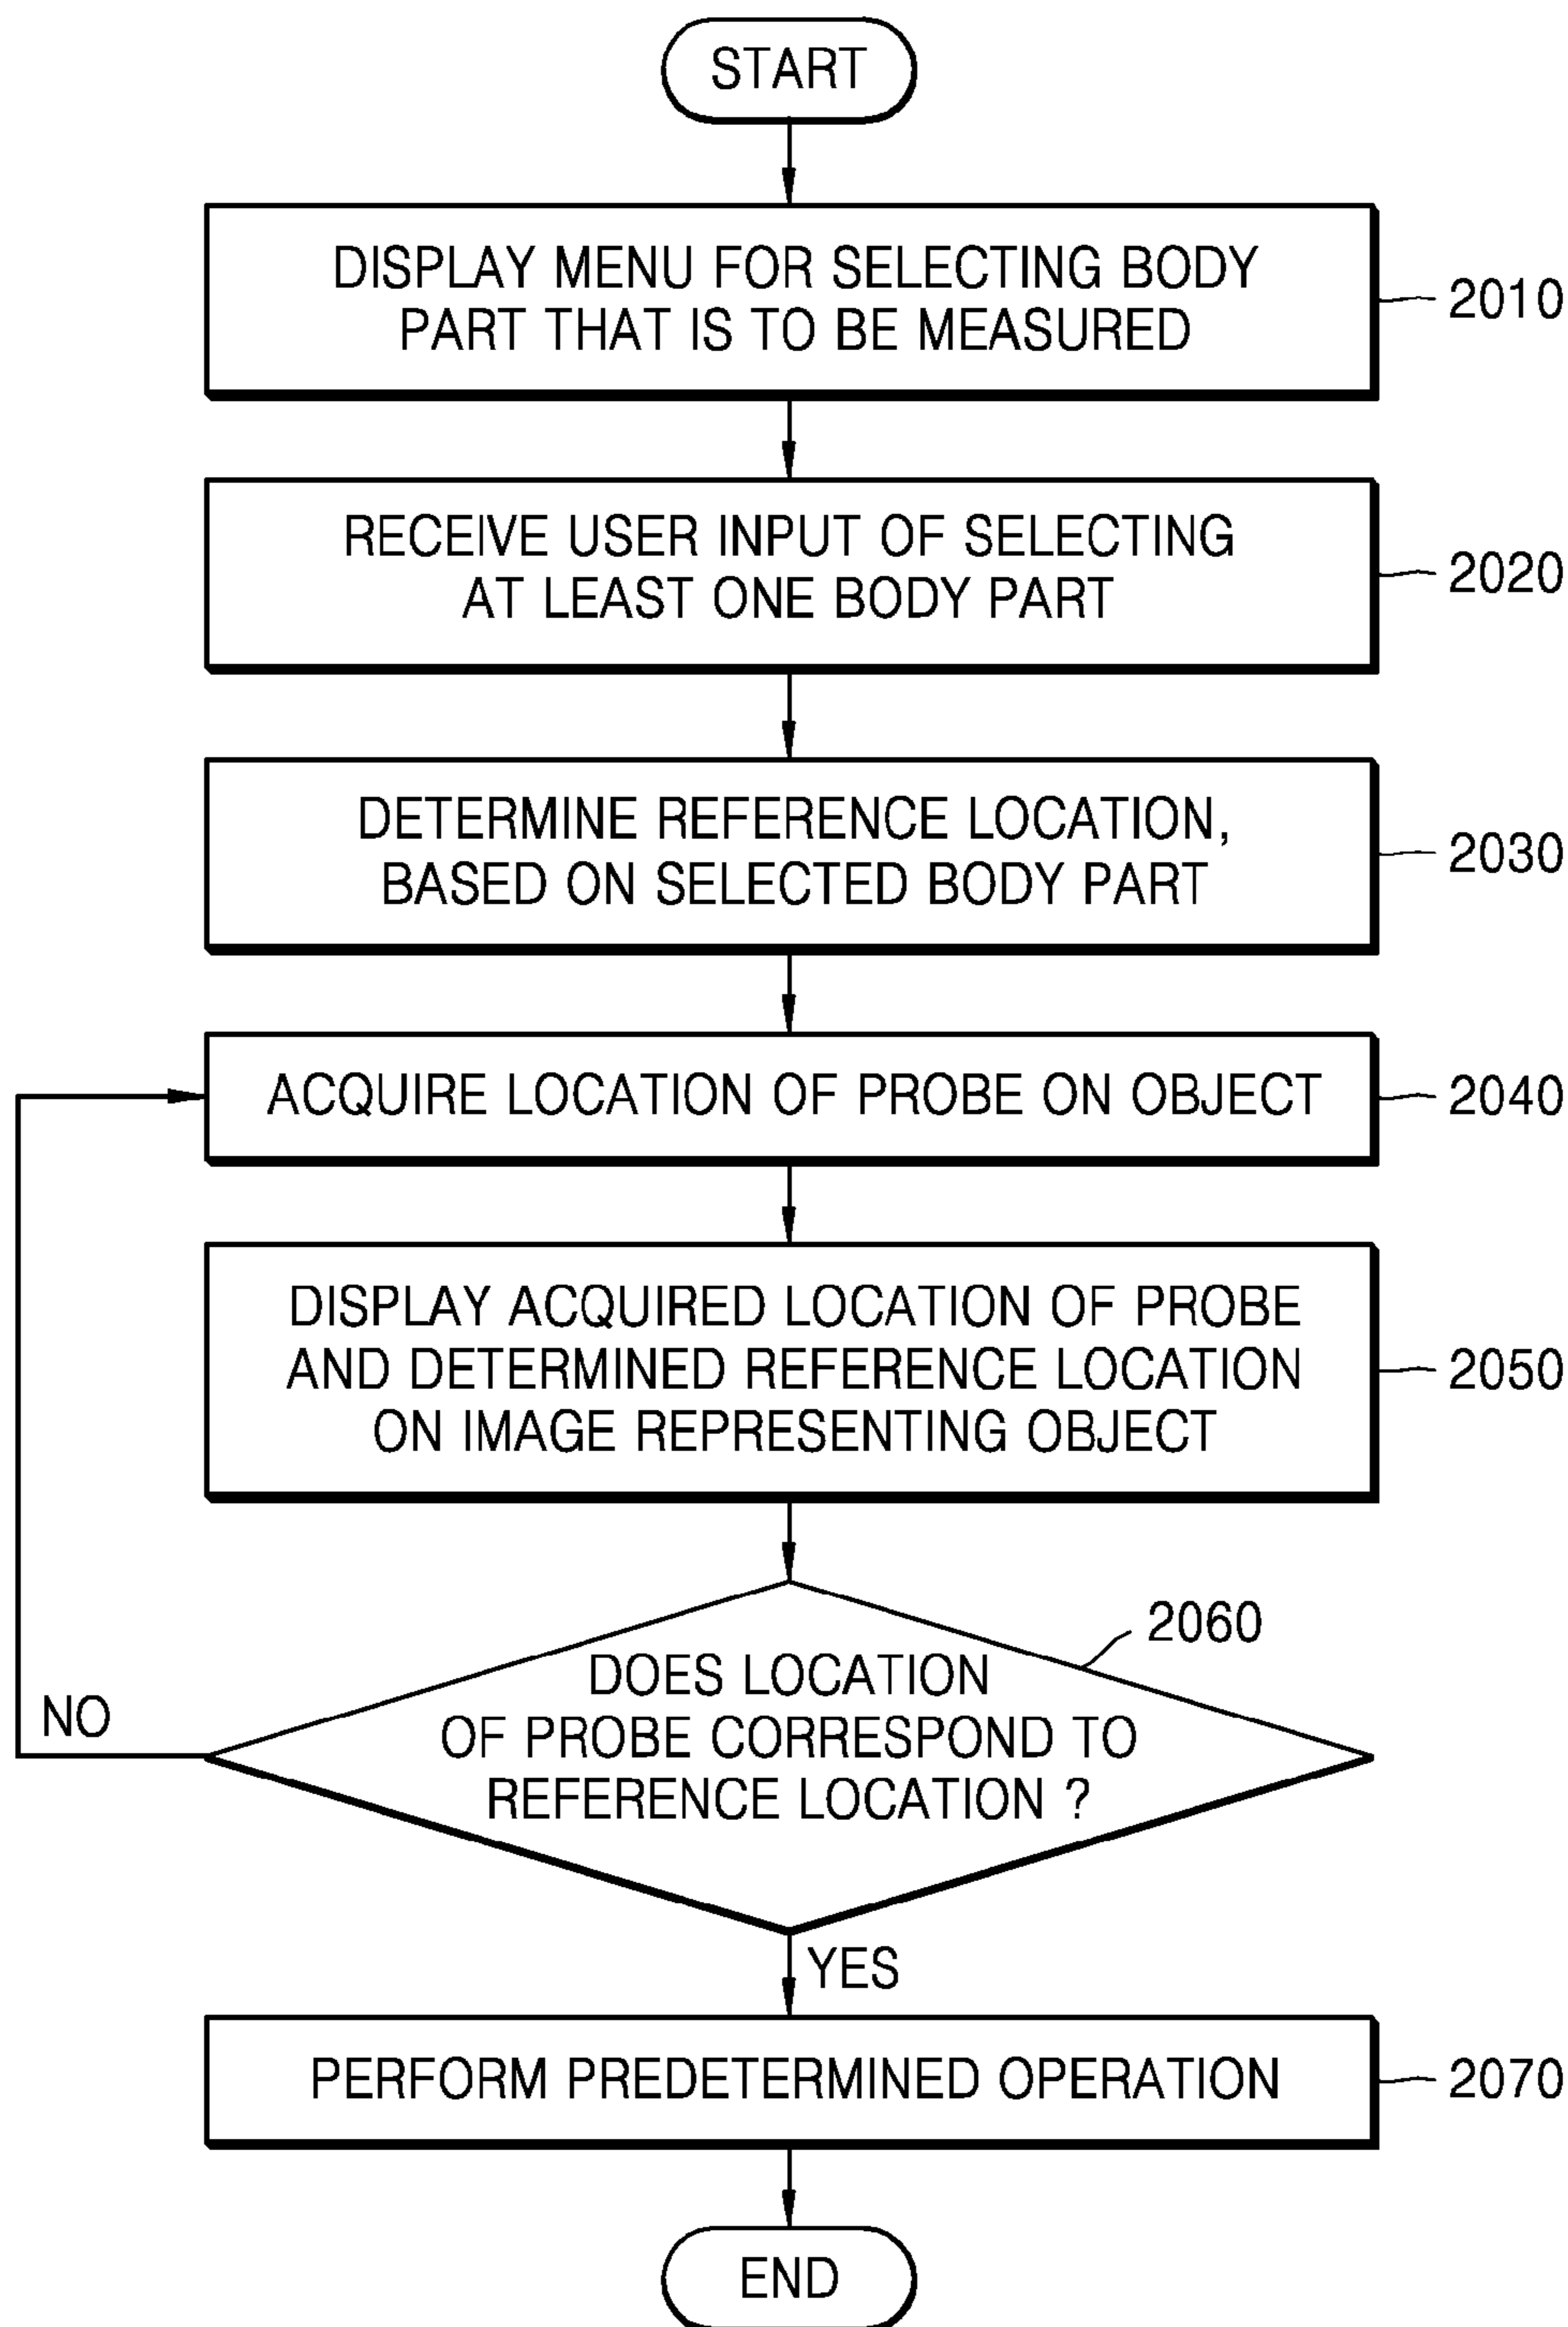 START
DISPLAY MENU FOR SELECTING BODY
PART THAT IS TO BE MEASURED
2010
RECEIVE USER INPUT OF SELECTING
AT LEAST ONE BODY PART
2020
DETERMINE REFERENCE LOCATION,
BASED ON SELECTED BODY PART
2030
ACQUIRE LOCATION OF PROBE ON OBJECT
2040
DISPLAY ACQUIRED LOCATION OF PROBE
AND DETERMINED REFERENCE LOCATION
ON IMAGE REPRESENTING OBJECT
2050
2060
DOES LOCATION
OF PROBE CORRESPOND TO
REFERENCE LOCATION ?
NO
YES
PERFORM PREDETERMINED OPERATION
2070
END